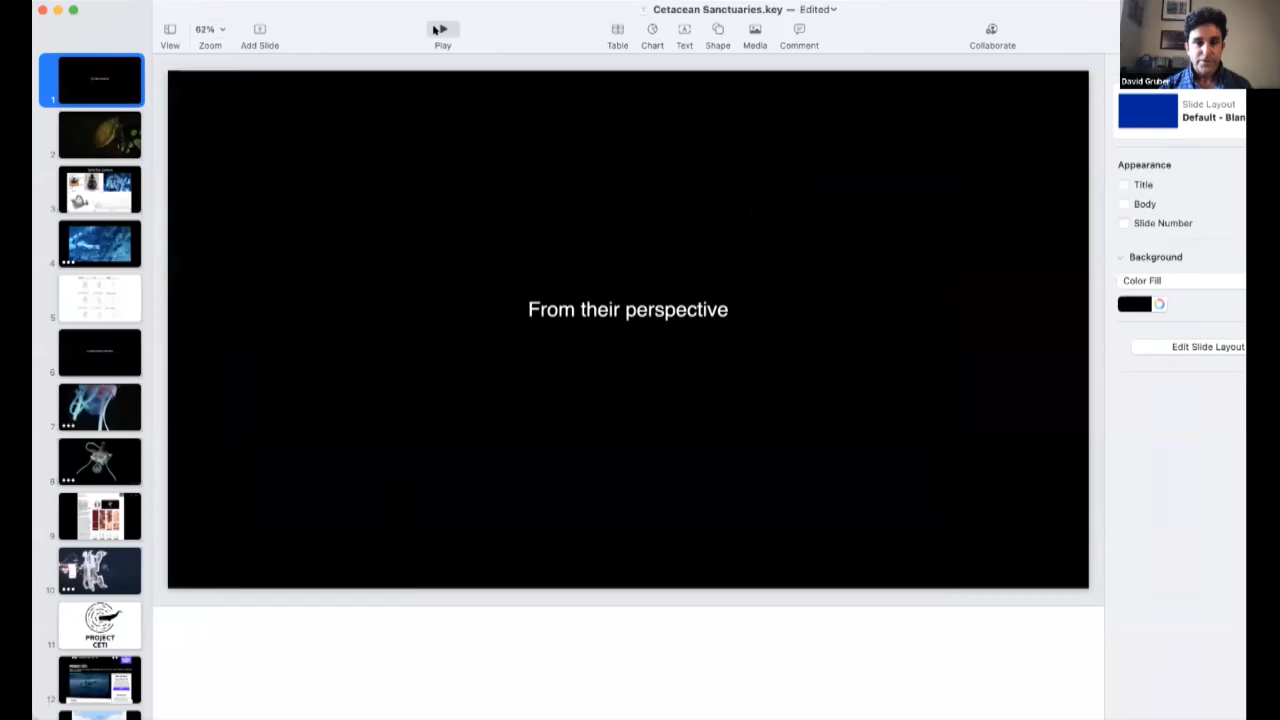 Cetacean Sanctuaries.key — Edited
View
62%
Zoom
Add Slide
Play
Table
Chart
Text
Shape
Media
Comment
Collaborate
David Gruber
Slide Layout
Default - Blan
Appearance
Title
Body
Slide Number
Background
Color Fill
Edit Slide Layout
From their perspective
1
2
3
4
5
6
7
8
9
10
11
PROJECT
CETI
12